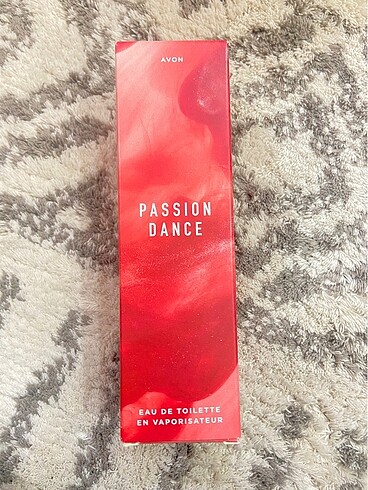 AVON
PASSION
DANCE
EAU DE TOILETTE
EN VAPORISATEUR